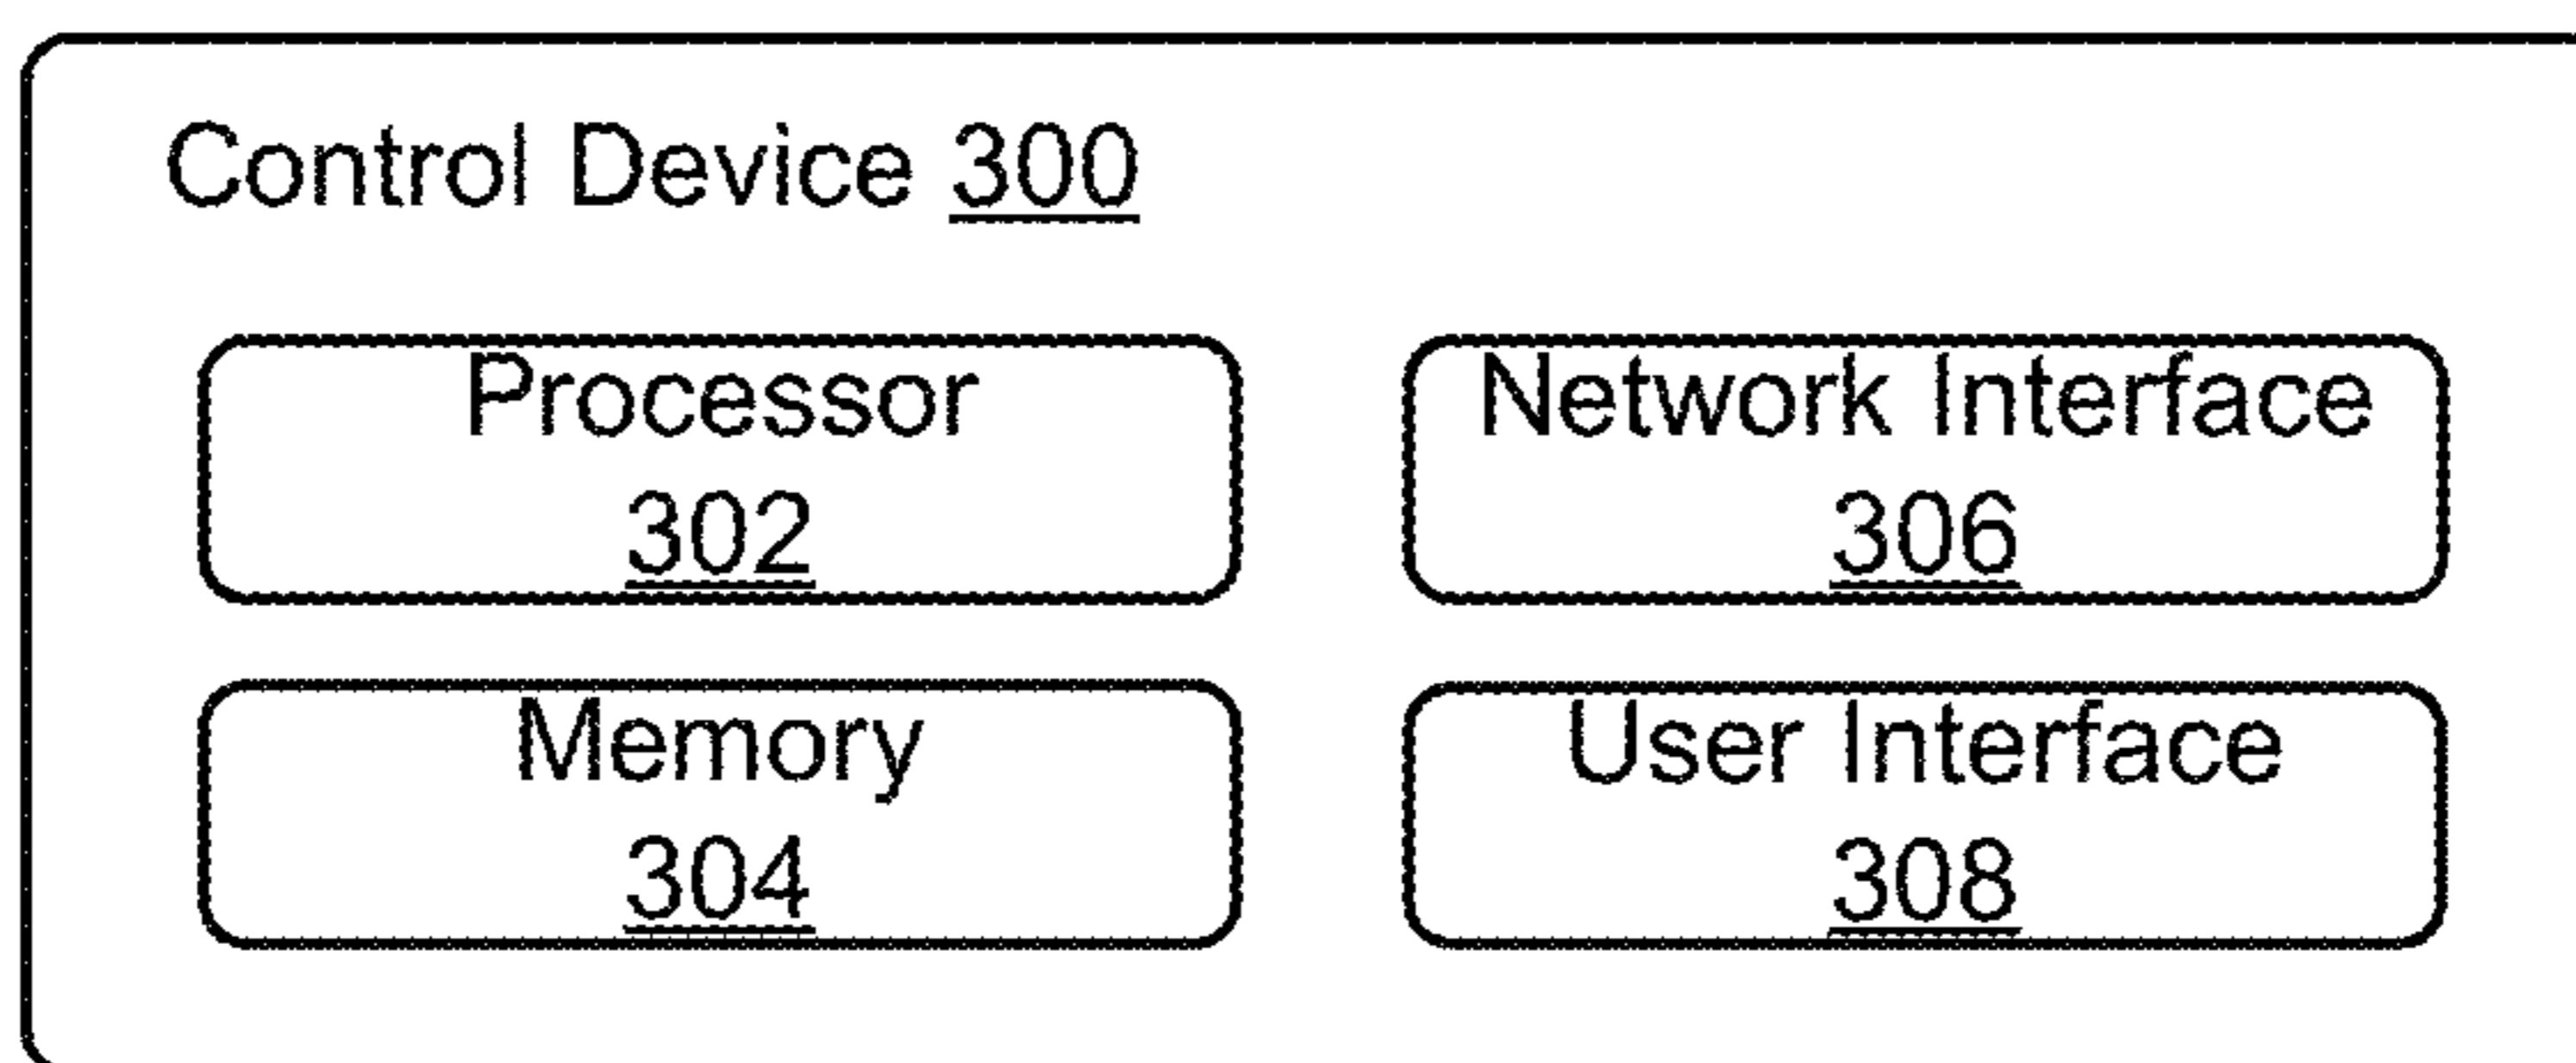 Control Device 300
Processor
302
Network Interface
306
Memory
304
User Interface
308